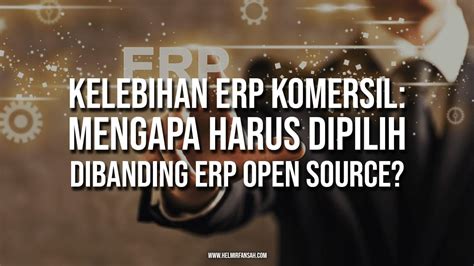 ERP
KELEBIHAN ERP KOMERSIL:
MENGAPA HARUS DIPILIH
DIBANDING ERP OPEN SOURCE?
WWW.HELMIRFANSAH.COM